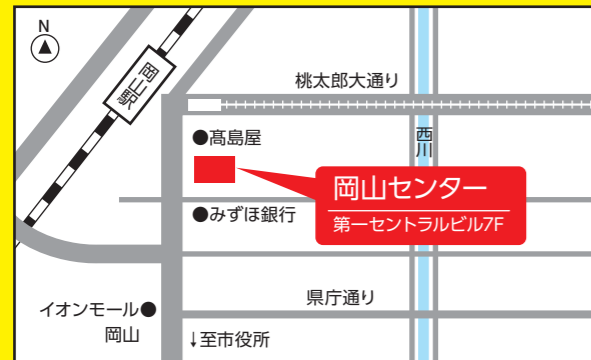 N
岡山駅
桃太郎大通り
●髙島屋
西川
岡山センター
第一セントラルビル7F
●みずほ銀行
県庁通り
イオンモール●
岡山
↓至市役所